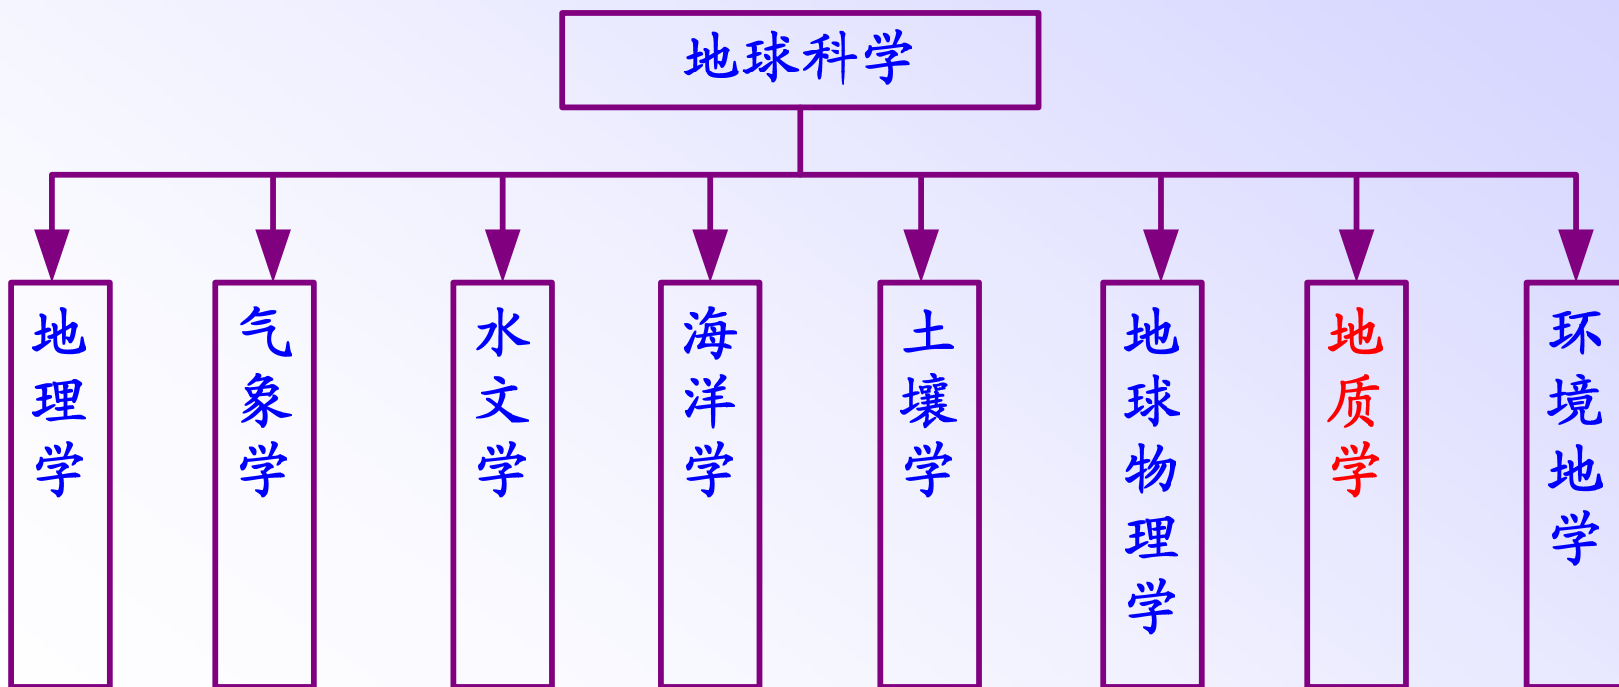 地球科学
地理学
气象学
水文学
海洋学
土壤学
地球物理学
地质学
环境地学